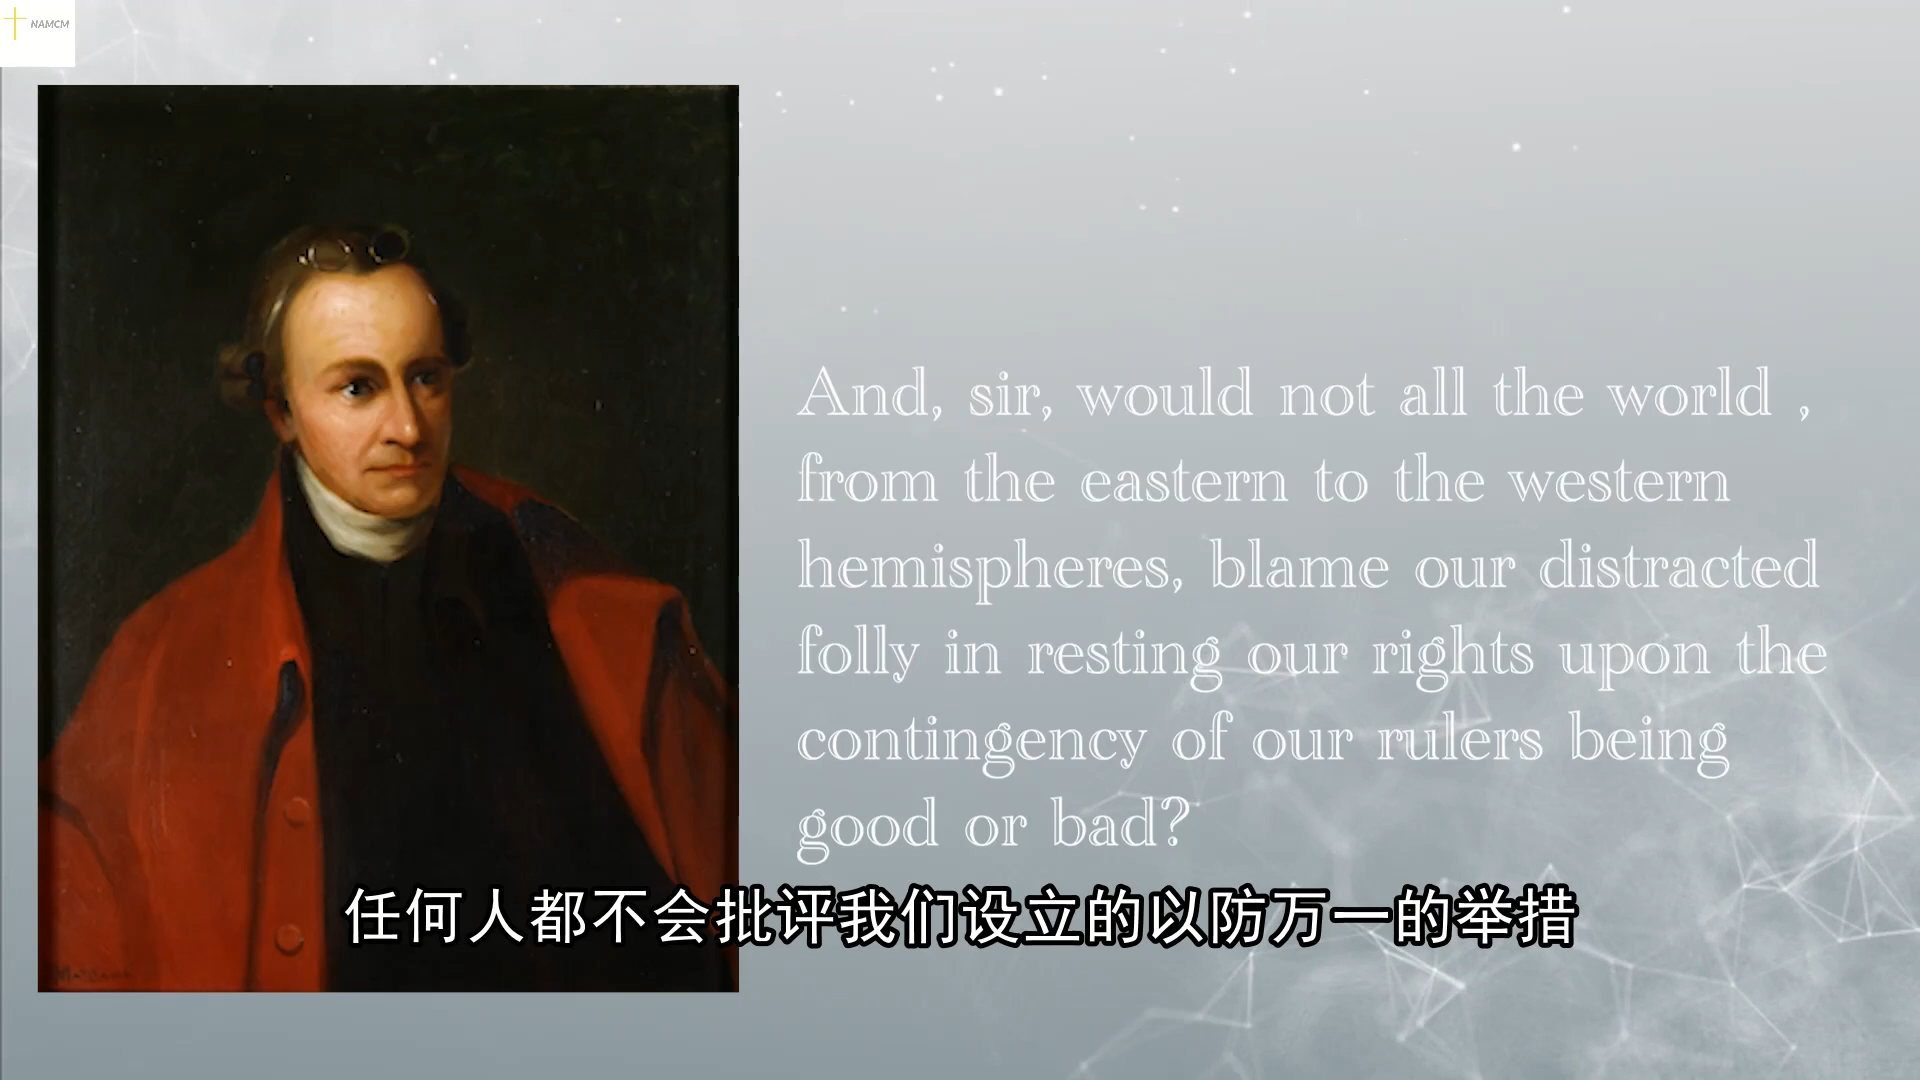 NAMCM
And, sir, would not all the world ,
from the eastern to the western
hemispheres, blame our distracted
folly in resting our rights upon the
contingency of our rulers being
good or bad?
任何人都不会批评我们设立的以防万一的举措